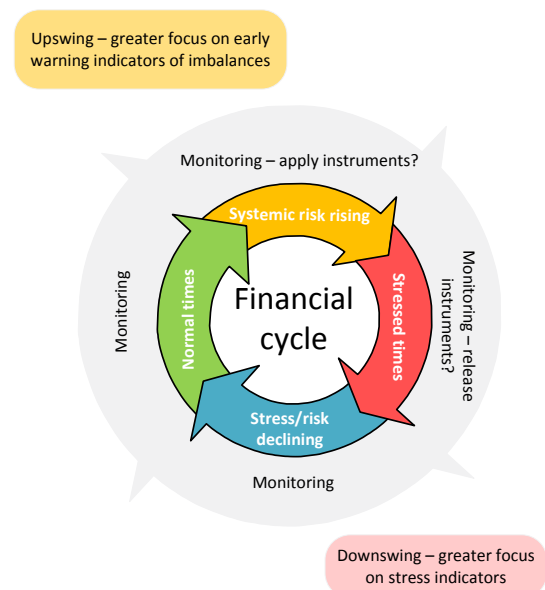 Upswing – greater focus on early
warning indicators of imbalances
Monitoring – apply instruments?
Systemic risk rising
Monitoring – release
instruments?
Stressed times
Monitoring
Normal times
Financial
cycle
Stress/risk
declining
Monitoring
Downswing – greater focus
on stress indicators